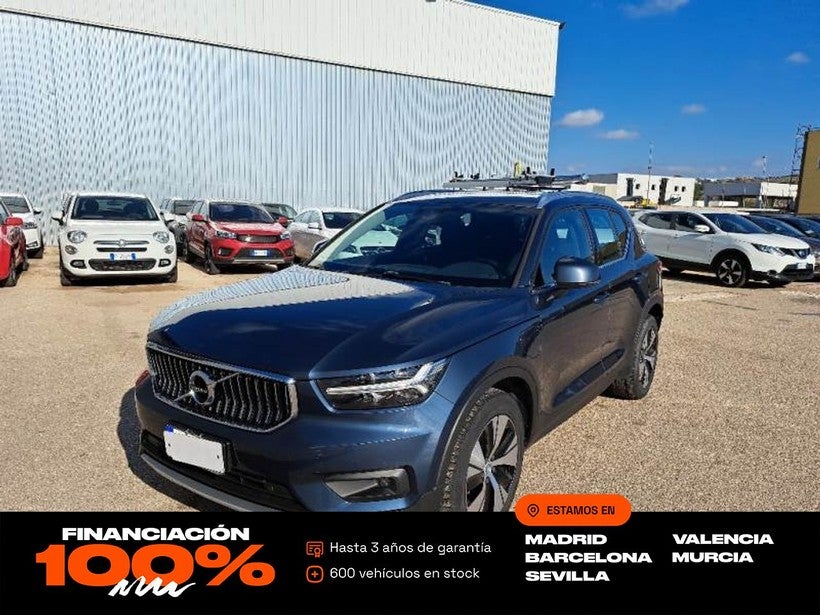 FINANCIACIÓN
100%
Hasta 3 años de garantía
600 vehículos en stock
ESTAMOS EN
MADRID
BARCELONA
SEVILLA
VALENCIA
MURCIA